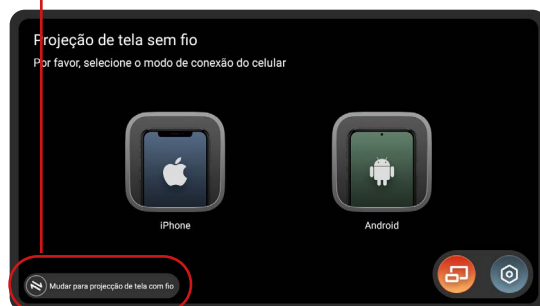 Projeção de tela sem fio
Por favor, selecione o modo de conexão do celular
iPhone
Android
Mudar para projecção de tela com fio